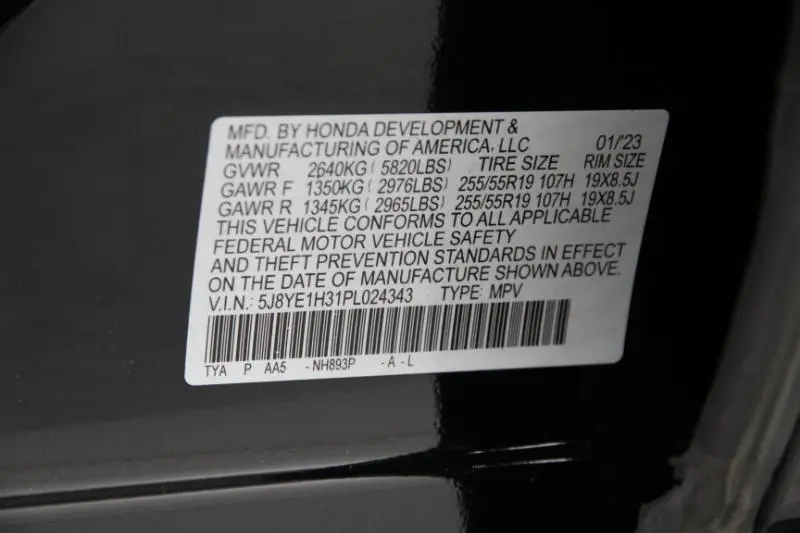 MFD. BY HONDA DEVELOPMENT &
MANUFACTURING OF AMERICA, LLC 01/'23
GVWR 2640KG ( 5820LBS) TIRE SIZE RIM SIZE
GAWR F 1350KG ( 2976LBS) 255/55R19 107H 19X8.5J
GAWR R 1345KG ( 2965LBS) 255/55R19 107H 19X8.5J
THIS VEHICLE CONFORMS TO ALL APPLICABLE
FEDERAL MOTOR VEHICLE SAFETY
AND THEFT PREVENTION STANDARDS IN EFFECT
ON THE DATE OF MANUFACTURE SHOWN ABOVE.
V.I.N.: 5J8YE1H31PL024343 TYPE: MPV
TYA P AA5 - NH893P - A - L